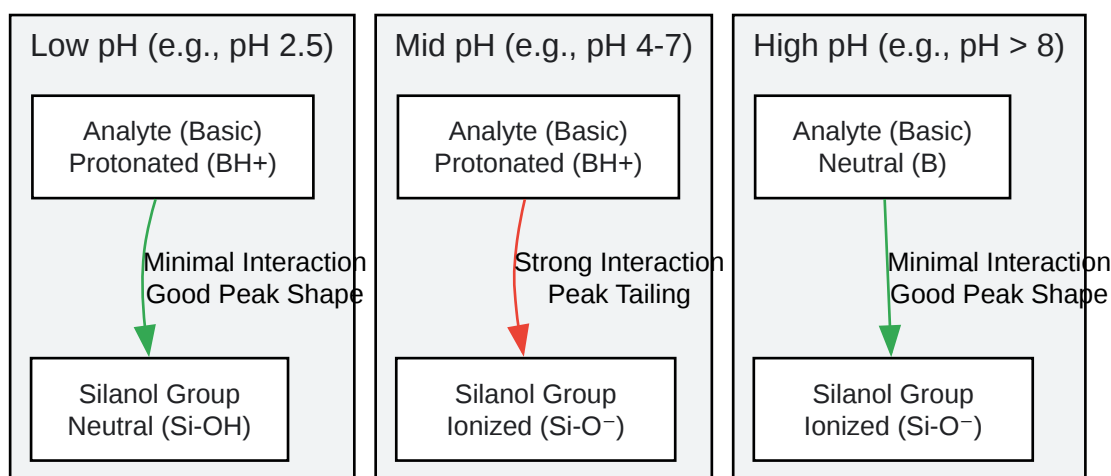 Low pH (e.g., pH 2.5)
Analyte (Basic)
Protonated (BH+)
Minimal Interaction
Good Peak Shape
Silanol Group
Neutral (Si-OH)
Mid pH (e.g., pH 4-7)
Analyte (Basic)
Protonated (BH+)
Strong Interaction
Peak Tailing
Silanol Group
Ionized (Si-O⁻)
High pH (e.g., pH > 8)
Analyte (Basic)
Neutral (B)
Minimal Interaction
Good Peak Shape
Silanol Group
Ionized (Si-O⁻)